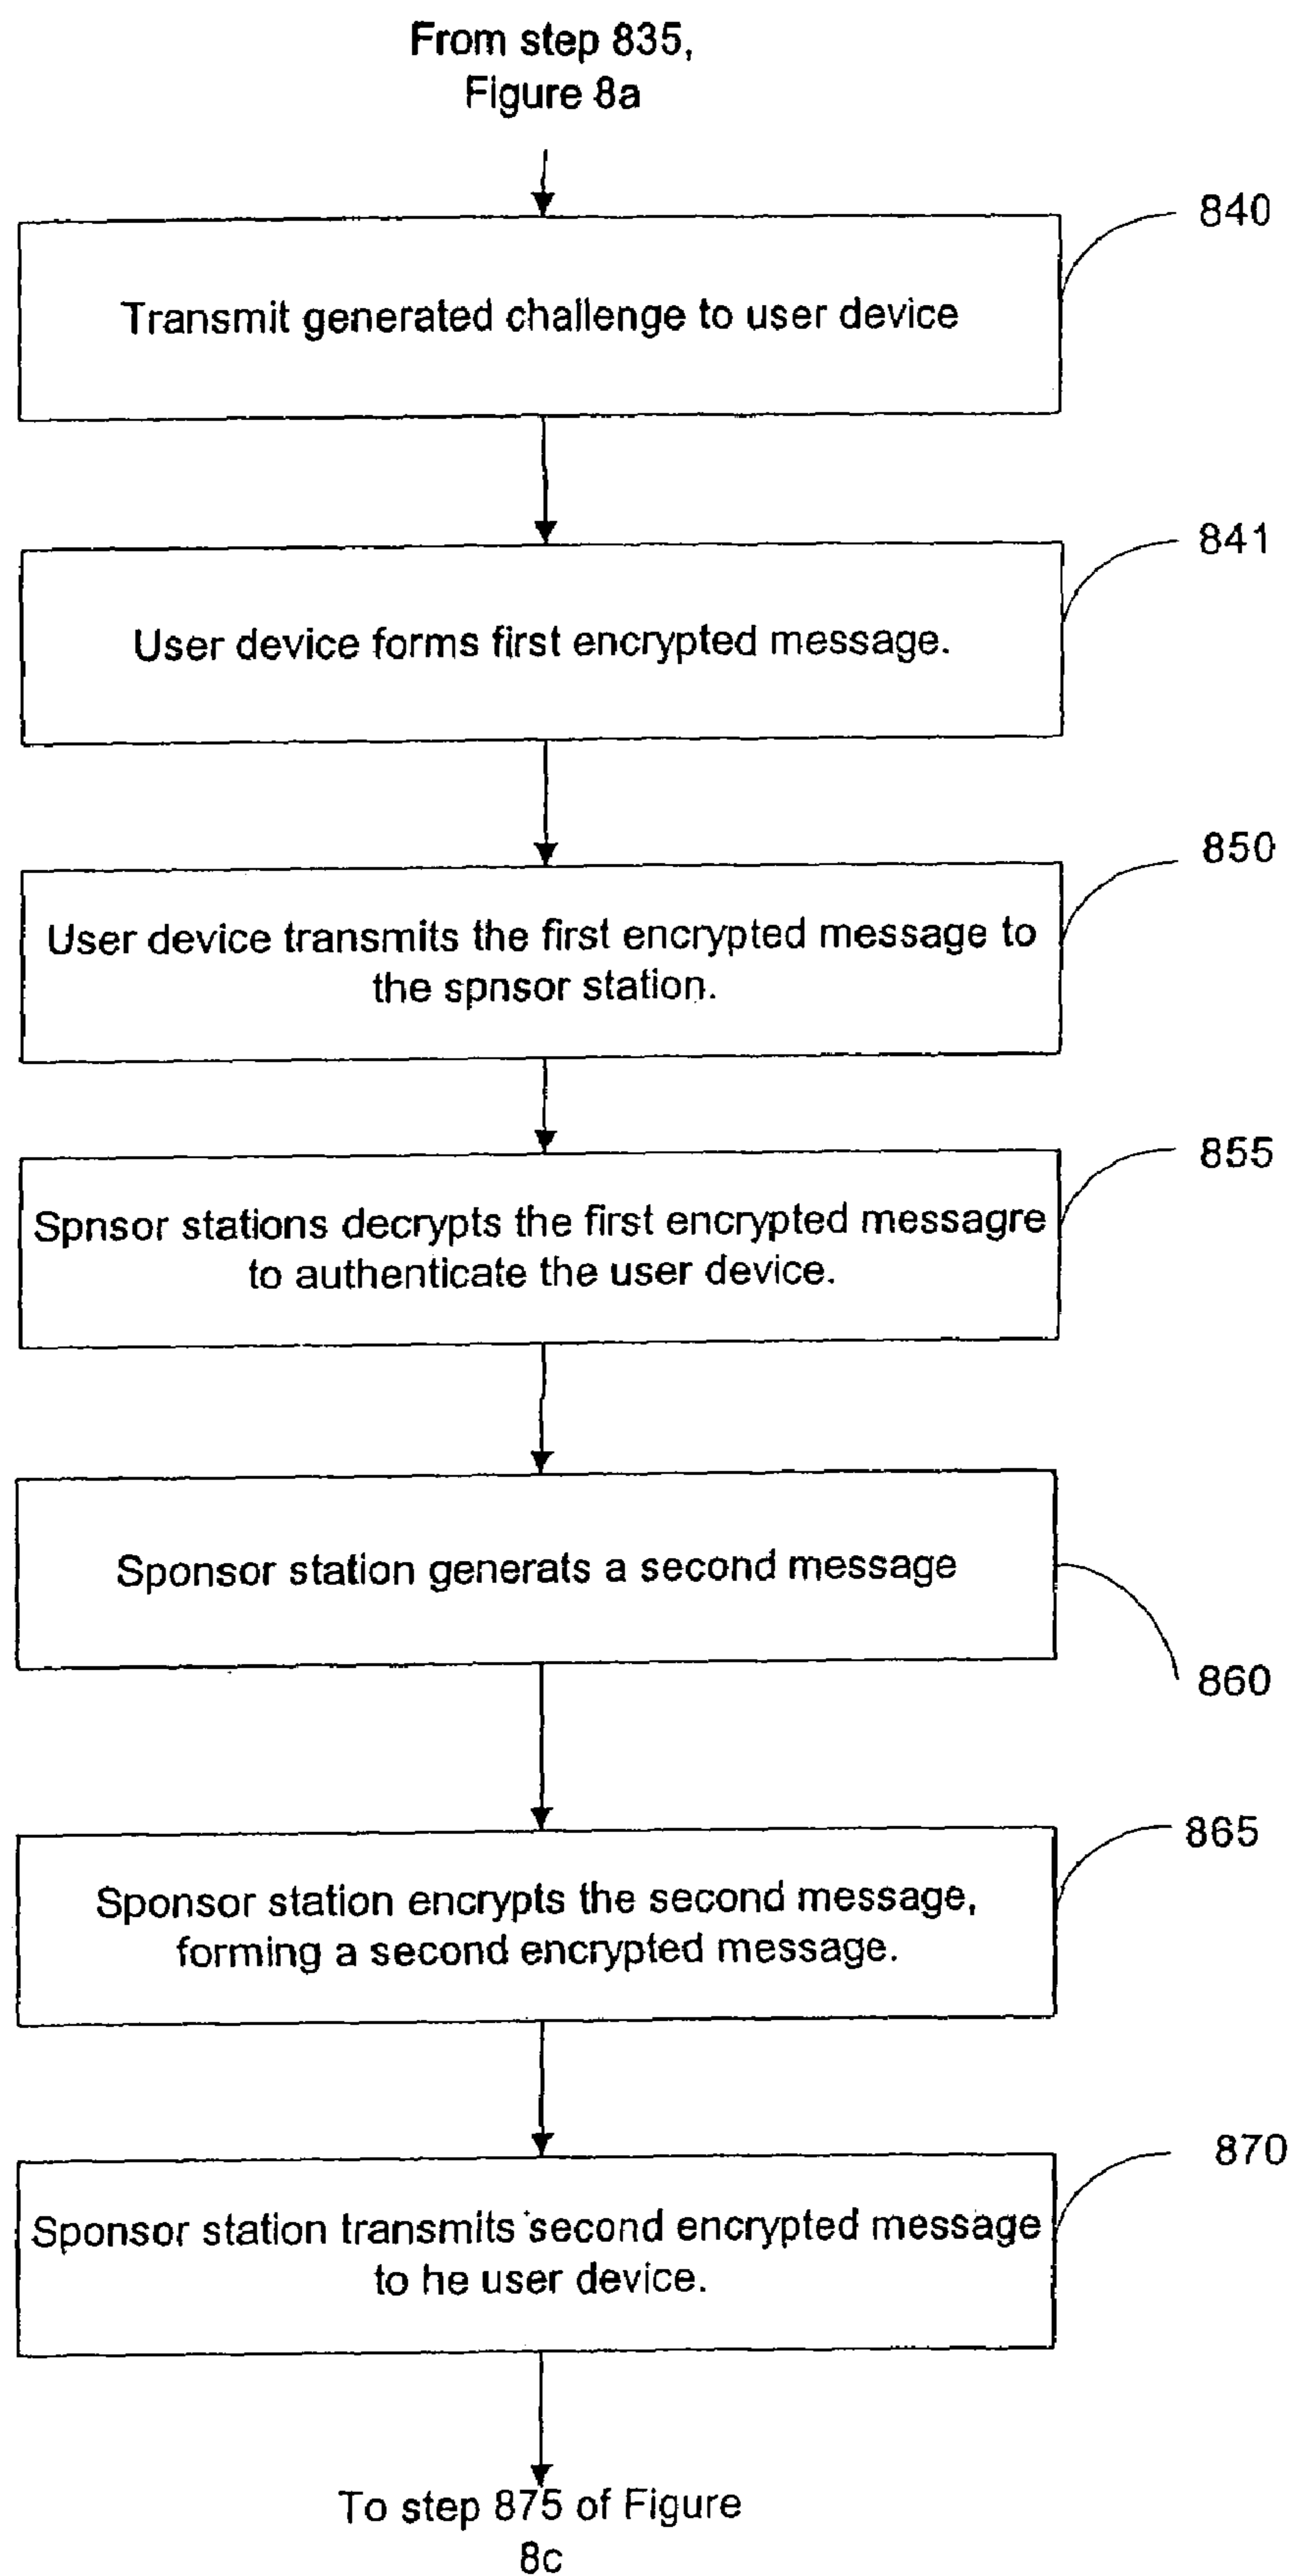 From step 835,
Figure 8a
840
Transmit generated challenge to user device
841
User device forms first encrypted message.
850
User device transmits the first encrypted message to
the spnsor station.
855
Spnsor stations decrypts the first encrypted messagre
to authenticate the user device.
Sponsor station generats a second message
860
865
Sponsor station encrypts the second message,
forming a second encrypted message.
870
Sponsor station transmits second encrypted message
to he user device.
To step 875 of Figure
8c